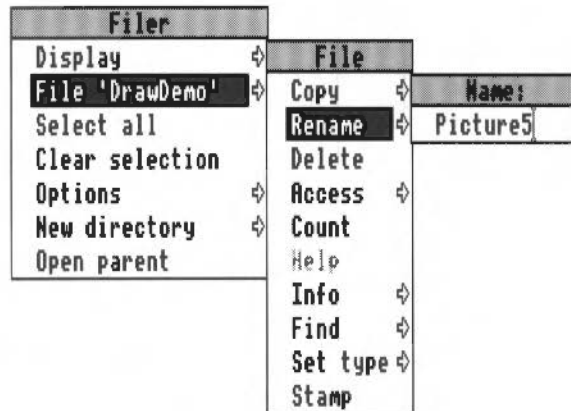 Filer
Display
File 'DrawDemo'
Select all
Clear selection
Options
New directory
Open parent
File
Copy
Rename
Delete
Access
Count
Help
Info
Find
Set type
Stamp
Name:
Picture5